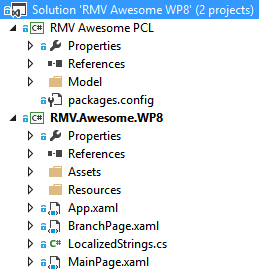 Solution 'RMV Awesome WP8' (2 projects)
C# RMV Awesome PCL
Properties
References
Model
packages.config
C# RMV.Awesome.WP8
Properties
References
Assets
Resources
App.xaml
BranchPage.xaml
C# LocalizedStrings.cs
MainPage.xaml